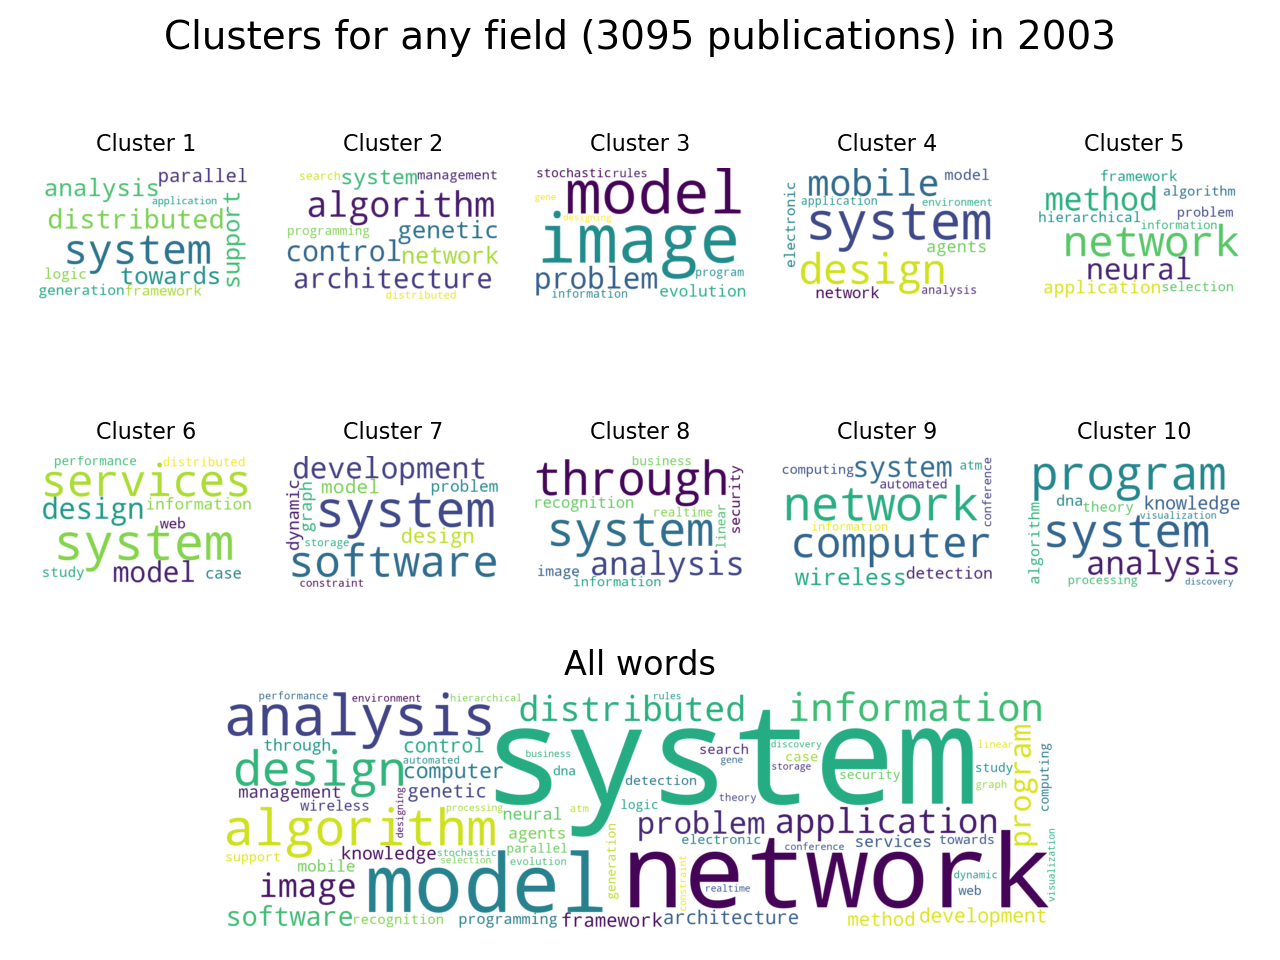 Clusters for any field (3095 publications) in 2003
Cluster 1
parallel
analysis
application
distributed
support
system
logic
towards
generation framework
Cluster 2
search system management
algorithm
programming genetic
control network
architecture
distributed
Cluster 3
stochastic rules
model
gene
designing
image
problem program
information evolution
Cluster 4
mobile model
application environment
electronic
system
agents
design
network analysis
Cluster 5
framework
method algorithm
hierarchical problem
information
network
neural
application selection
Cluster 6
performance distributed
services
design information
web
system
study model case
Cluster 7
development
dynamic
graph
model problem
system
design
storage
software
constraint
Cluster 8
business
through
recognition
realtime
linear
security
system
image analysis
information
Cluster 9
computing system atm
automated
conference
network
information
computer
wireless detection
Cluster 10
program
dna theory knowledge
visualization
algorithm
system
analysis
processing discovery
All words
performance environment hierarchical rules
analysis distributed information
through control search discovery linear
business gene case
automated
system
program
computing
design computer dna storage study
detection security graph
management genetic theory
wireless designing processing logic
algorithm neural atm problem application
agents electronic services towards
support knowledge parallel conference
stochastic
selection evolution
mobile
model
generation
constraint
network
visualization
image realtime dynamic
web
software recognition programming framework architecture method development